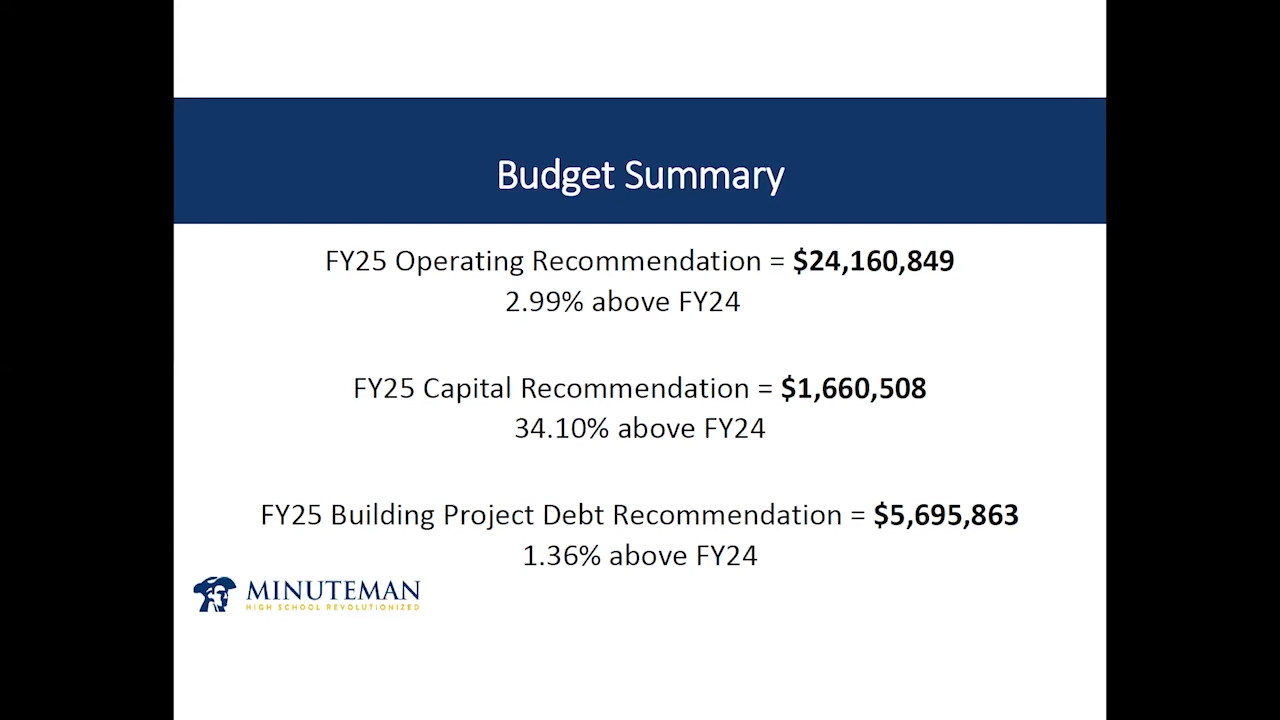 Budget Summary
FY25 Operating Recommendation = $24,160,849
2.99% above FY24
FY25 Capital Recommendation = $1,660,508
34.10% above FY24
FY25 Building Project Debt Recommendation = $5,695,863
1.36% above FY24
MINUTEMAN
HIGH SCHOOL REVOLUTIONIZED